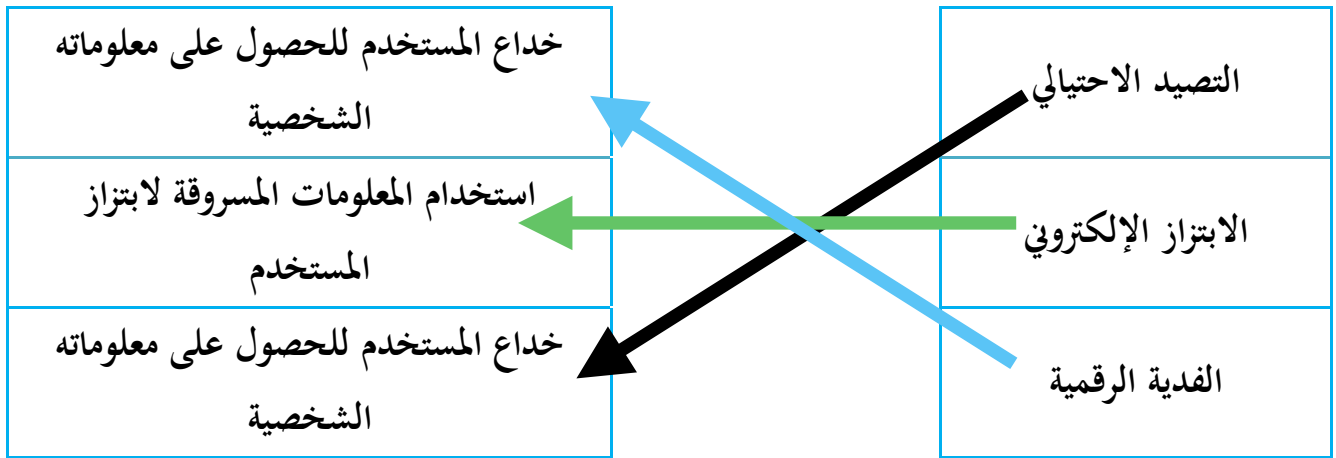 التصيد الاحتيالي
خداع المستخدم للحصول على معلوماته
الشخصية
الابتزاز الإلكتروني
استخدام المعلومات المسروقة لابتزاز
المستخدم
الفدية الرقمية
خداع المستخدم للحصول على معلوماته
الشخصية